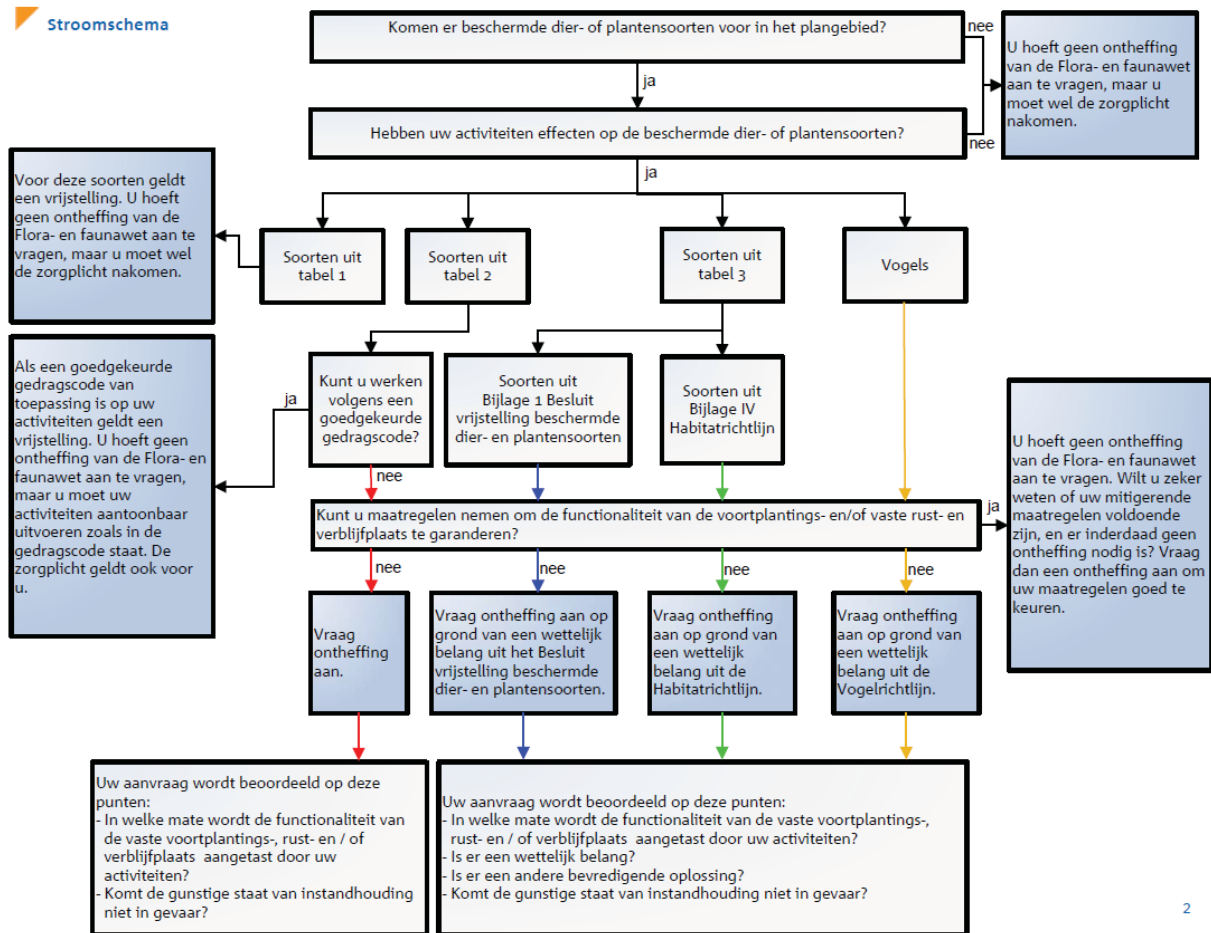 Stroomschema
Komen er beschermde dier- of plantensoorten voor in het plangebied?
nee
U hoeft geen ontheffing
van de Flora- en faunawet
aan te vragen, maar u
moet wel de zorgplicht
nakomen.
ja
Hebben uw activiteiten effecten op de beschermde dier- of plantensoorten?
nee
ja
Voor deze soorten geldt
een vrijstelling. U hoeft
geen ontheffing van de
Flora- en faunawet aan te
vragen, maar u moet wel
de zorgplicht nakomen.
Soorten uit
tabel 1
Soorten uit
tabel 2
Soorten uit
tabel 3
Vogels
Als een goedgekeurde
gedragscode van
toepassing is op uw
activiteiten geldt een
vrijstelling. U hoeft geen
ontheffing van de Flora- en
faunawet aan te vragen,
maar u moet uw
activiteiten aantoonbaar
uitvoeren zoals in de
gedragscode staat. De
zorgplicht geldt ook voor
u.
ja
Kunt u werken
volgens een
goedgekeurde
gedragscode?
Soorten uit
Bijlage 1 Besluit
vrijstelling beschermde
dier- en plantensoorten
Soorten uit
Bijlage IV
Habitatrichtlijn
nee
Kunt u maatregelen nemen om de functionaliteit van de voortplantings- en/of vaste rust- en
verblijfplaats te garanderen?
ja
U hoeft geen ontheffing
van de Flora- en faunawet
aan te vragen. Wilt u zeker
weten of uw mitigerende
maatregelen voldoende
zijn, en er inderdaad geen
ontheffing nodig is? Vraag
dan een ontheffing aan om
uw maatregelen goed te
keuren.
nee
nee
nee
nee
Vraag
ontheffing
aan.
Vraag ontheffing aan op
grond van een wettelijk
belang uit het Besluit
vrijstelling beschermde
dier- en plantensoorten.
Vraag ontheffing
aan op grond van
een wettelijk
belang uit de
Habitatrichtlijn.
Vraag ontheffing
aan op grond van
een wettelijk
belang uit de
Vogelrichtlijn.
Uw aanvraag wordt beoordeeld op deze
punten:
- In welke mate wordt de functionaliteit van
de vaste voortplantings-, rust- en / of
verblijfplaats aangetast door uw
activiteiten?
- Komt de gunstige staat van instandhouding
niet in gevaar?
Uw aanvraag wordt beoordeeld op deze punten:
- In welke mate wordt de functionaliteit van de vaste voortplantings-,
rust- en / of verblijfplaats aangetast door uw activiteiten?
- Is er een wettelijk belang?
- Is er een andere bevredigende oplossing?
- Komt de gunstige staat van instandhouding niet in gevaar?
2